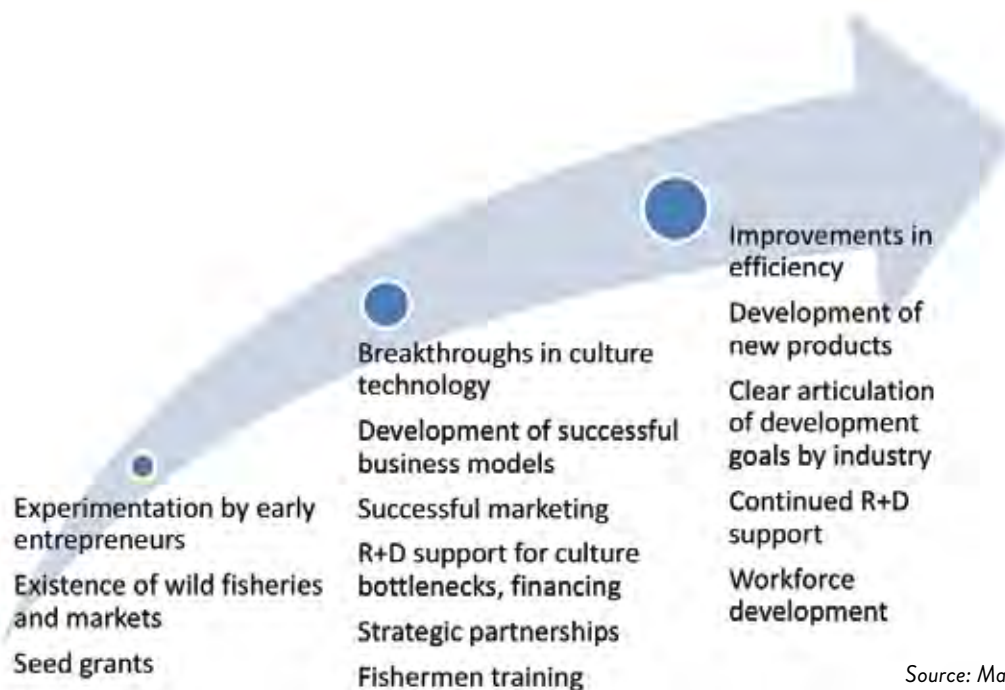 Experimentation by early
entrepreneurs
Existence of wild fisheries
and markets
Seed grants
Breakthroughs in culture
technology
Development of successful
business models
Successful marketing
R+D support for culture
bottlenecks, financing
Strategic partnerships
Fishermen training
Improvements in
efficiency
Development of
new products
Clear articulation
of development
goals by industry
Continued R+D
support
Workforce
development
Source: